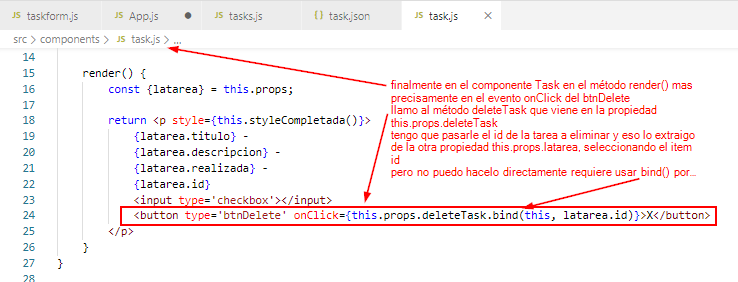 JS taskform.js JS App.js ● JS tasks.js {} task.json JS task.js ×
src > components > JS task.js > ...
14
15 render() {
16 const {latarea} = this.props;
17
18 return <p style={this.styleCompletada()}>
19 {latarea.titulo} -
20 {latarea.descripcion} -
21 {latarea.realizada} -
22 {latarea.id}
23 <input type='checkbox'></input>
24 <button type='btnDelete' onClick={this.props.deleteTask.bind(this, latarea.id)}>X</button>
25 </p>
26 }
27 }
28
finalmente en el componente Task en el método render() mas
precisamente en el evento onClick del btnDelete
llamo al método deleteTask que viene en la propiedad
this.props.deleteTask
tengo que pasarle el id de la tarea a eliminar y eso lo extraigo
de la otra propiedad this.props.latarea, seleccionando el item
id
pero no puedo hacelo directamente requiere usar bind() por...